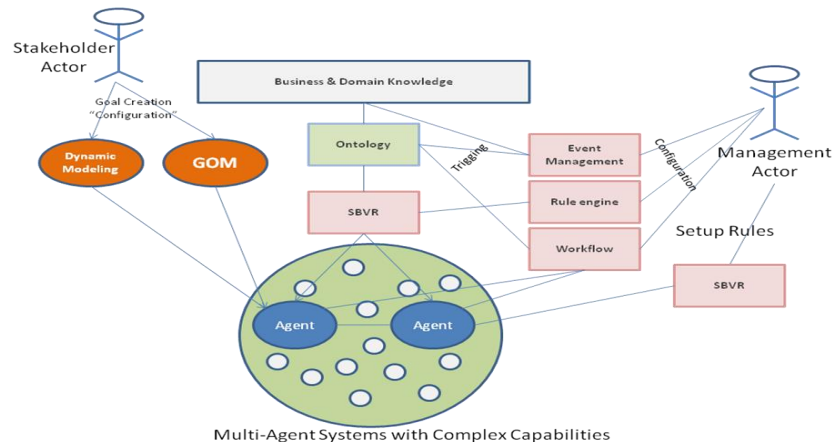 Stakeholder
Actor
Goal Creation
"Configuration"
Dynamic
Modeling
GOM
Business & Domain Knowledge
Ontology
SBVR
Trigging
Event
Management
Rule engine
Workflow
Configuration
Management
Actor
Setup Rules
SBVR
Agent
Agent
Multi-Agent Systems with Complex Capabilities